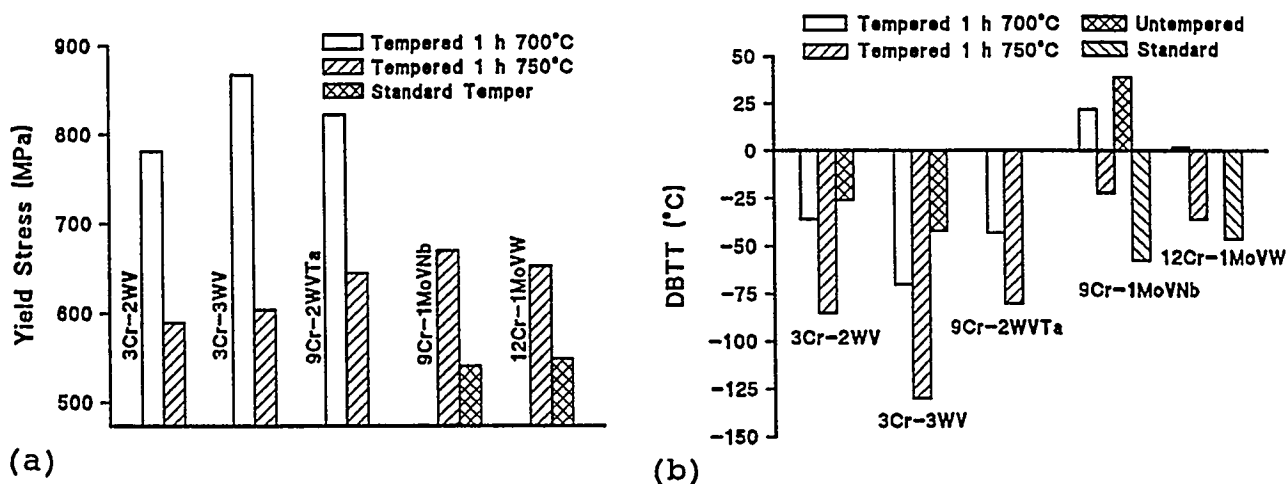 Yield Stress (MPa)
900
800
700
600
500
Tempered 1 h 700°C
Tempered 1 h 750°C
Standard Temper
3Cr-2WV
3Cr-3WV
9Cr-2WVTa
9Cr-1MoVNb
12Cr-1MoVW
(a)
Tempered 1 h 700°C
Tempered 1 h 750°C
Untempered
Standard
DBTT (°C)
50
25
0
-25
-50
-75
-100
-125
-150
3Cr-2WV
3Cr-3WV
9Cr-2WVTa
9Cr-1MoVNb
12Cr-1MoVW
(b)